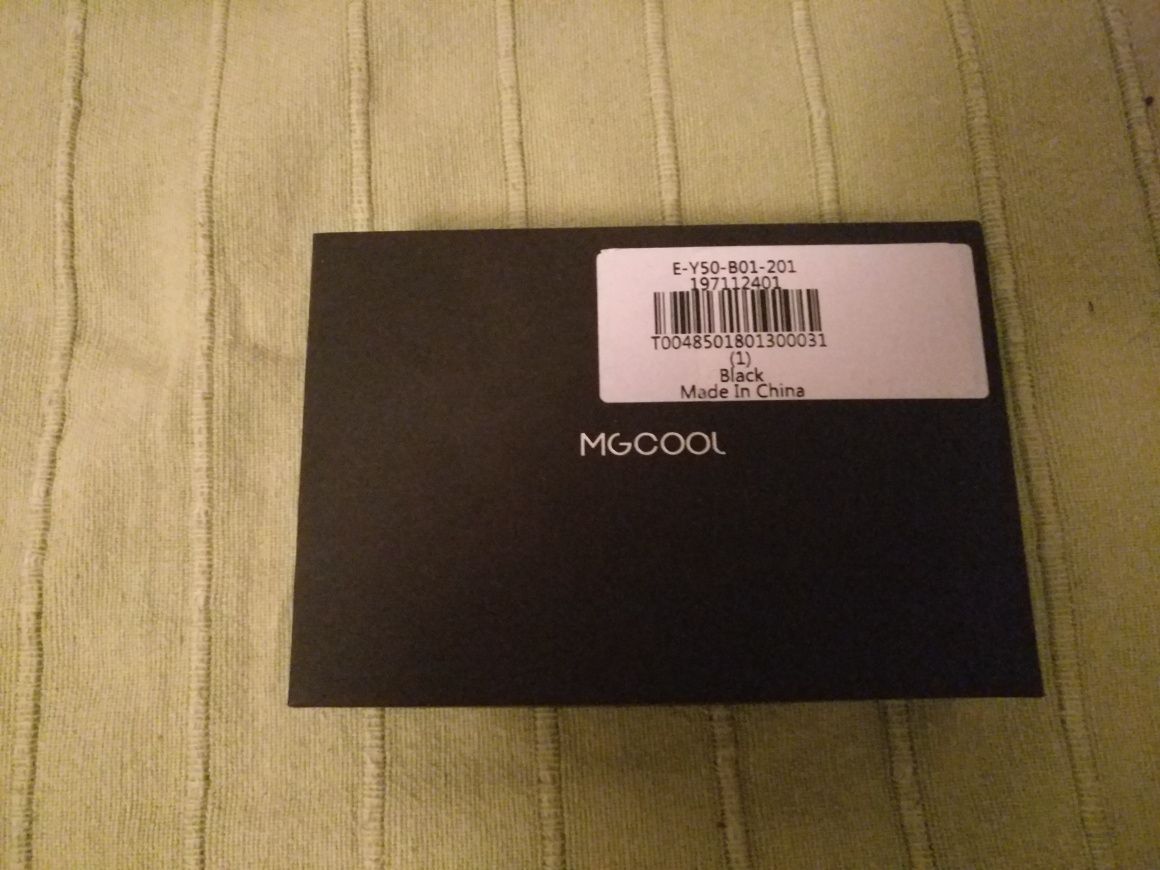 E-Y50-B01-201
197112401
T0048501801300031
(1)
Black
Made In China
MGCOOL